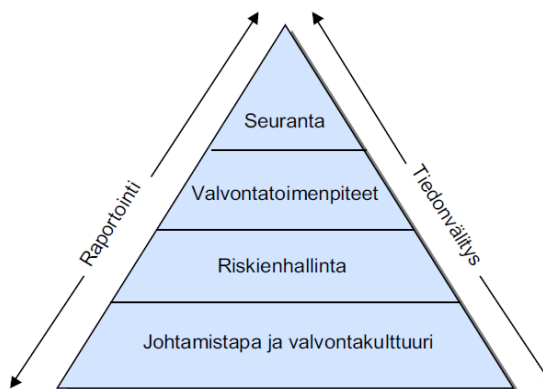 Seuranta
Valvontatoimenpiteet
Riskienhallinta
Johtamistapa ja valvontakulttuuri
Raportointi
Tiedonvälitys